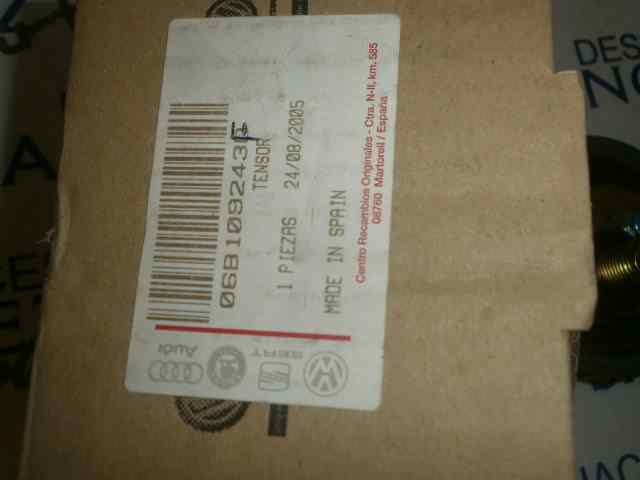 06B109243F
TENSOR
1 PIEZAS 24/08/2005
MADE IN SPAIN
Centro Recambios Originales - Ctra. N-II, km. 585
08760 Martorell / España
Audi
SEAT
DES